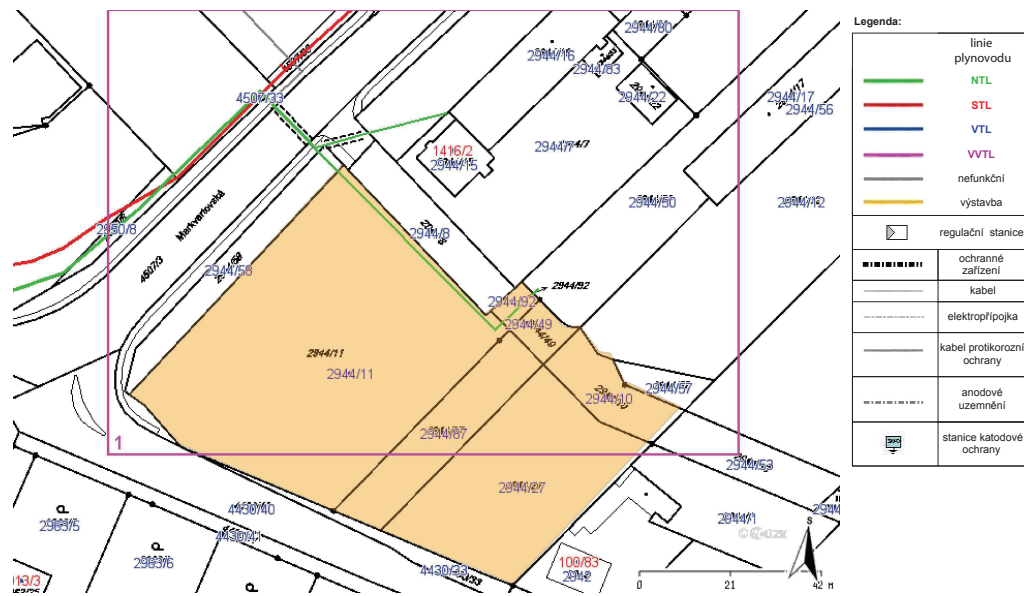 2944/80
2944/16
2944/83
2944/22
2944/17
2944/56
4507/33
1416/2
2944/15
2944/7
2944/50
2944/12
2950/8
Markvartovská
4507/3
2944/58
2944/8
2944/92
2944/92
2944/49
2944/11
2944/11
2944/10
2944/57
2944/87
2944/53
2944/27
2944/1
1
4430/40
4430/41
4430/33
P
2983/5
P
2983/6
P
100/83
2942
S
0 21 42 M
Legenda:
linie
plynovodu
NTL
STL
VTL
VVTL
nefunkční
výstavba
regulační stanice
ochranné
zařízení
kabel
elektropřípojka
kabel protikorozní
ochrany
anodové
uzemnění
stanice katodové
ochrany